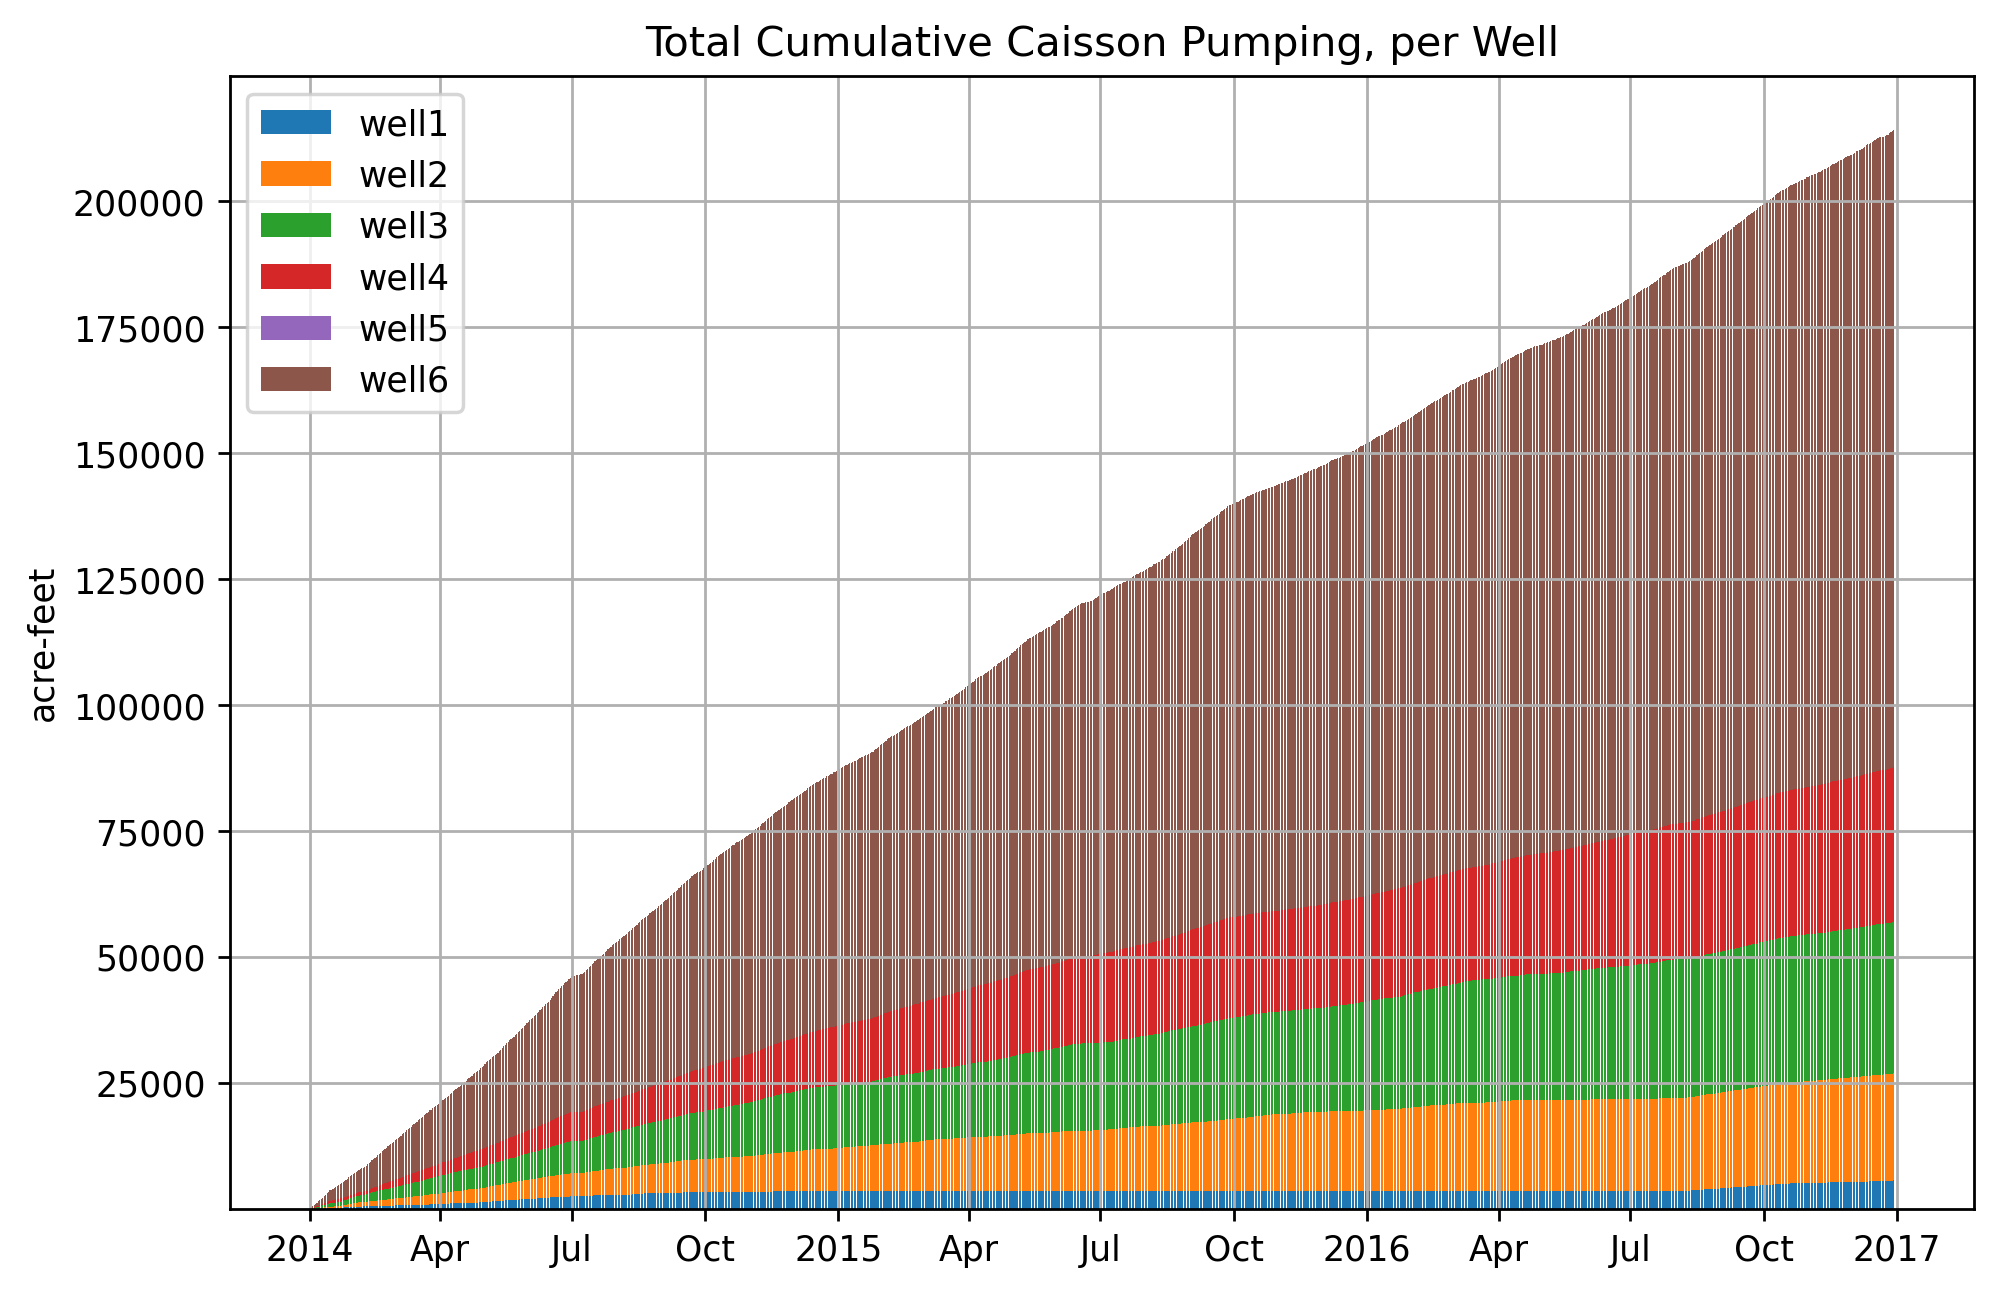 Total Cumulative Caisson Pumping, per Well
well1
well2
well3
well4
well5
well6
200000
175000
150000
125000
100000
75000
50000
25000
acre-feet
2014 Apr Jul Oct 2015 Apr Jul Oct 2016 Apr Jul Oct 2017